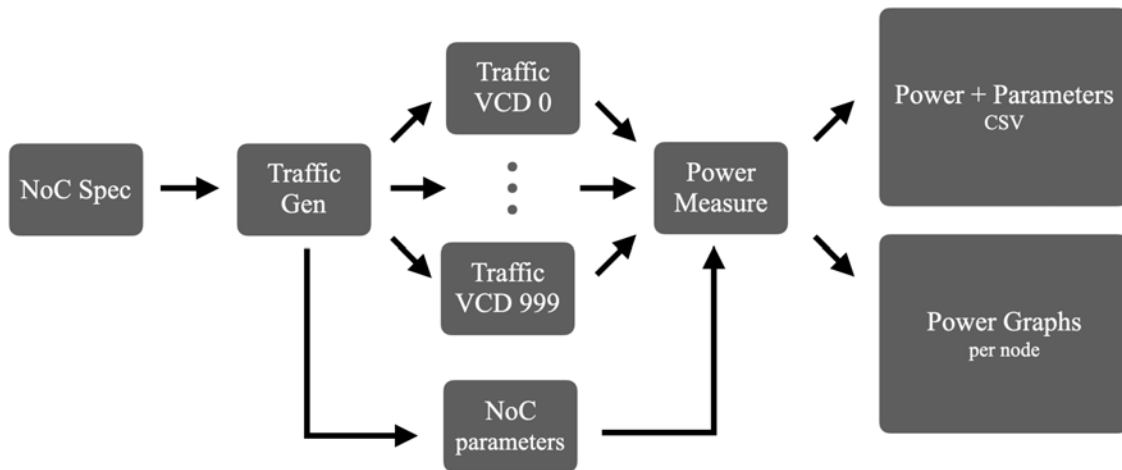 NoC Spec
Traffic
Gen
Traffic
VCD 0
Traffic
VCD 999
NoC
parameters
Power
Measure
Power + Parameters
CSV
Power Graphs
per node